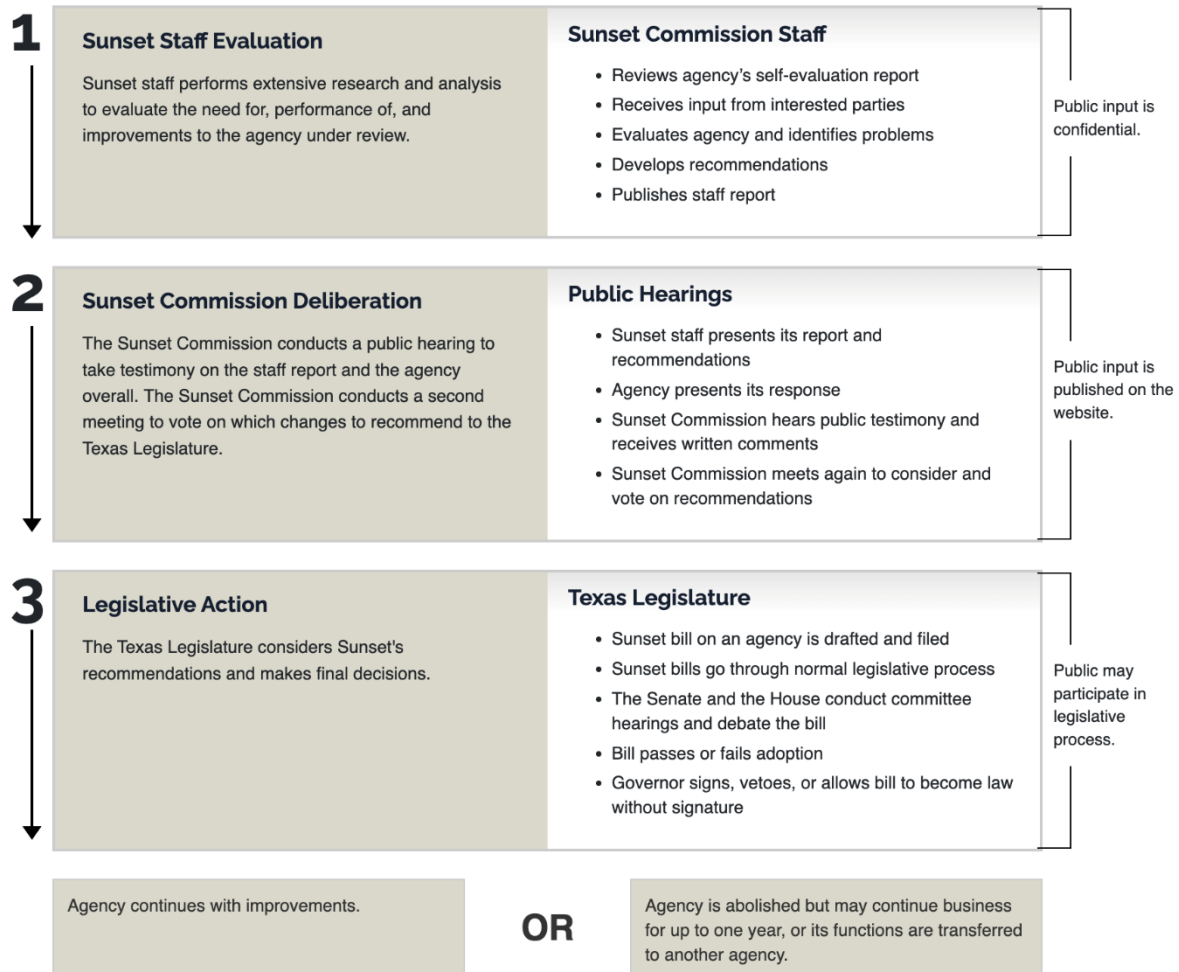 1
Sunset Staff Evaluation
Sunset staff performs extensive research and analysis
to evaluate the need for, performance of, and
improvements to the agency under review.
Sunset Commission Staff
• Reviews agency's self-evaluation report
• Receives input from interested parties
• Evaluates agency and identifies problems
• Develops recommendations
• Publishes staff report
Public input is
confidential.
2
Sunset Commission Deliberation
The Sunset Commission conducts a public hearing to
take testimony on the staff report and the agency
overall. The Sunset Commission conducts a second
meeting to vote on which changes to recommend to the
Texas Legislature.
Public Hearings
• Sunset staff presents its report and
recommendations
• Agency presents its response
• Sunset Commission hears public testimony and
receives written comments
• Sunset Commission meets again to consider and
vote on recommendations
Public input is
published on the
website.
3
Legislative Action
The Texas Legislature considers Sunset's
recommendations and makes final decisions.
Texas Legislature
• Sunset bill on an agency is drafted and filed
• Sunset bills go through normal legislative process
• The Senate and the House conduct committee
hearings and debate the bill
• Bill passes or fails adoption
• Governor signs, vetoes, or allows bill to become law
without signature
Public may
participate in
legislative
process.
Agency continues with improvements.
OR
Agency is abolished but may continue business
for up to one year, or its functions are transferred
to another agency.